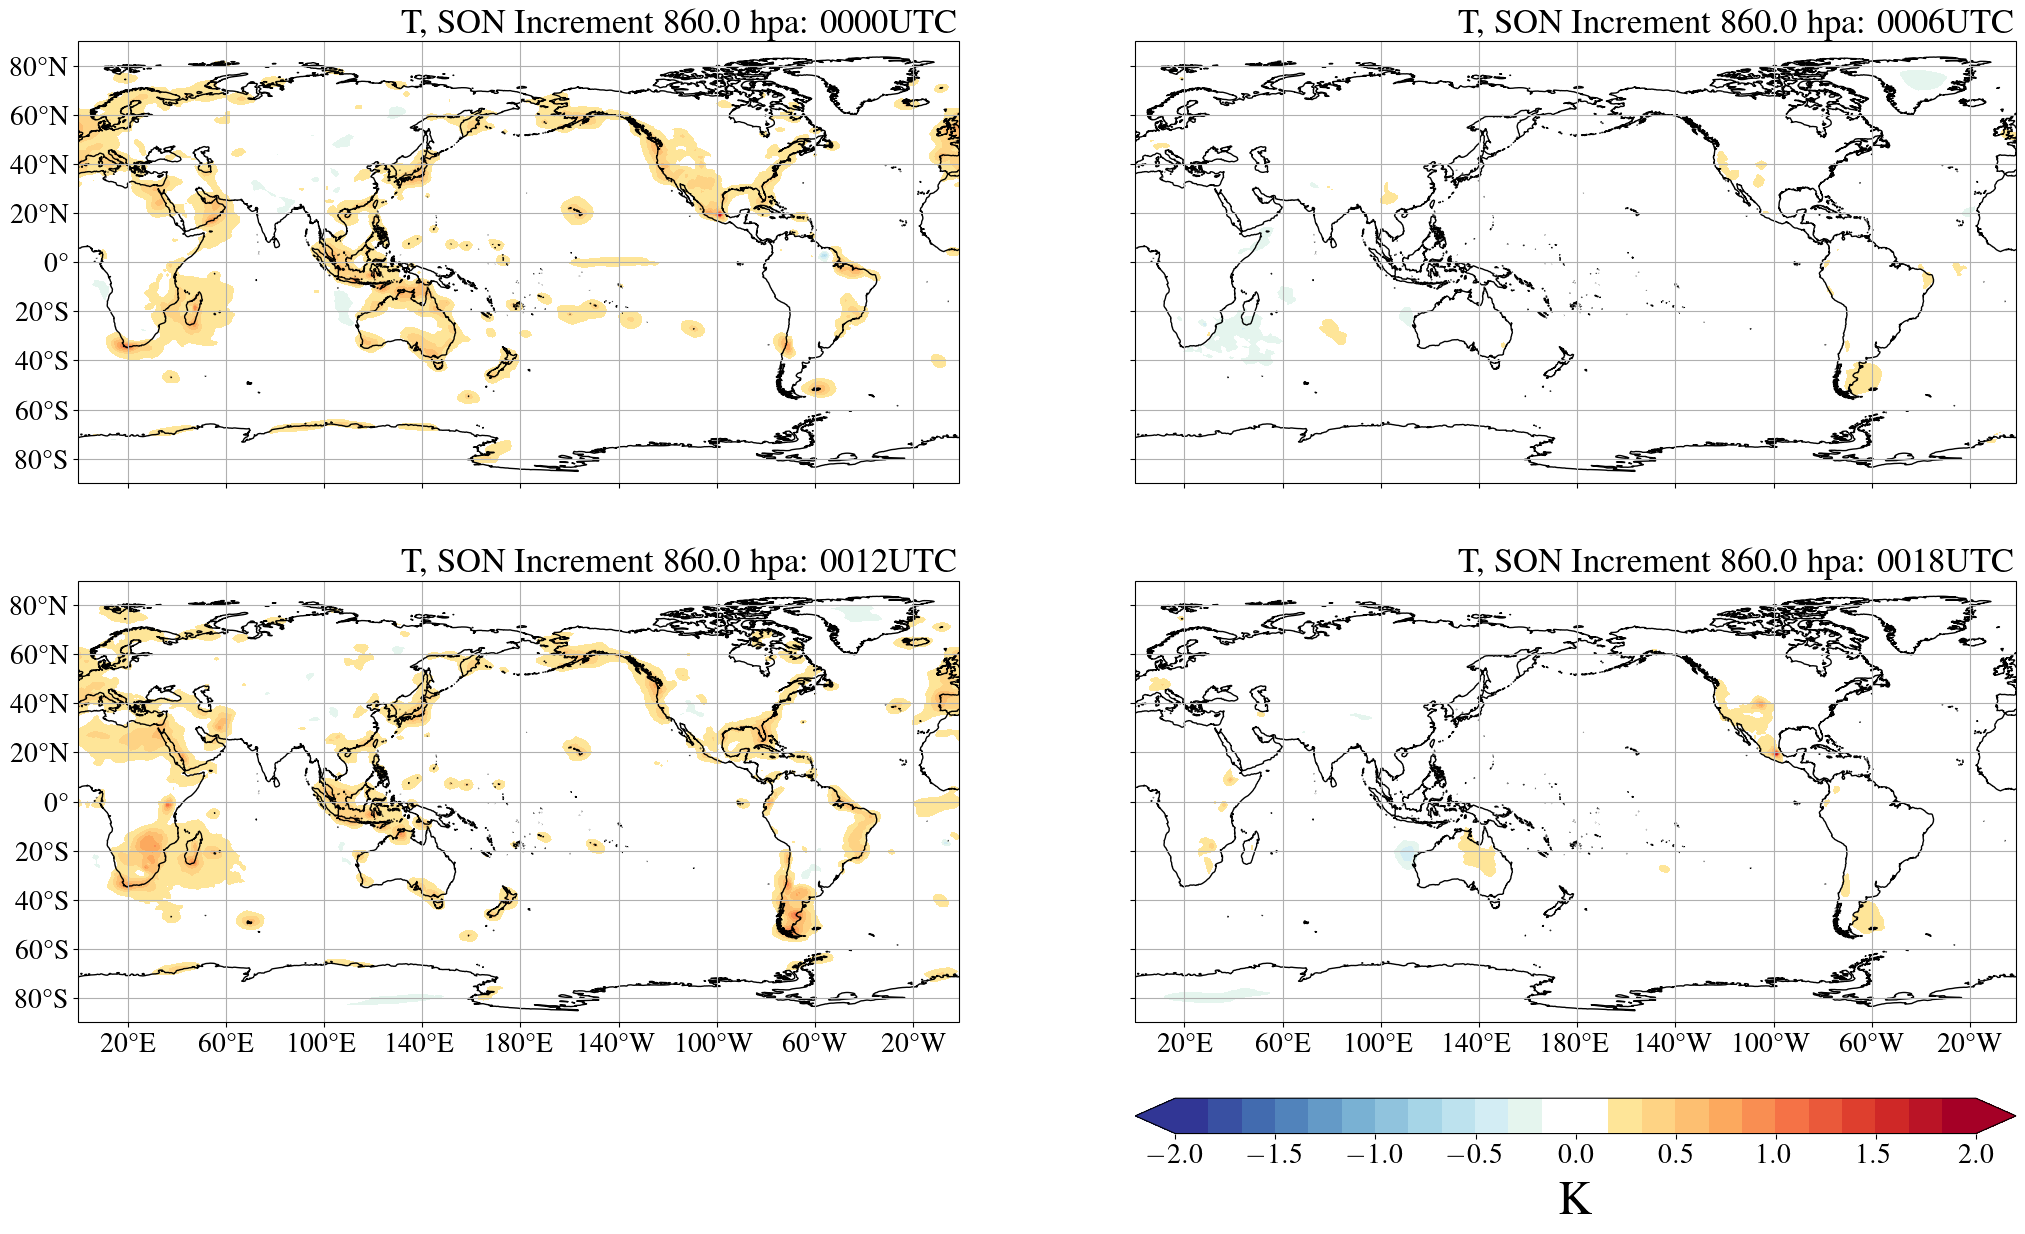 T, SON Increment 860.0 hpa: 0000UTC
T, SON Increment 860.0 hpa: 0006UTC
80°N
60°N
40°N
20°N
0°
20°S
40°S
60°S
80°S
T, SON Increment 860.0 hpa: 0012UTC
T, SON Increment 860.0 hpa: 0018UTC
80°N
60°N
40°N
20°N
0°
20°S
40°S
60°S
80°S
20°E 60°E 100°E 140°E 180°E 140°W 100°W 60°W 20°W
20°E 60°E 100°E 140°E 180°E 140°W 100°W 60°W 20°W
−2.0 −1.5 −1.0 −0.5 0.0 0.5 1.0 1.5 2.0
K